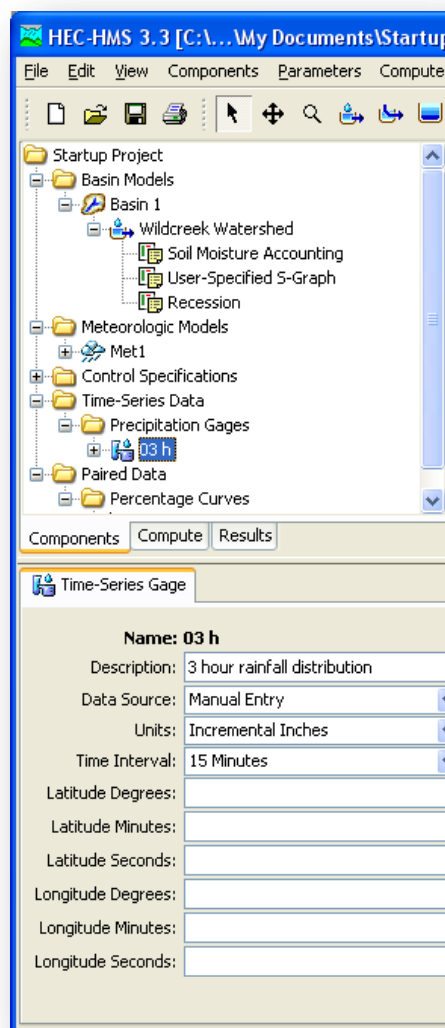 HEC-HMS 3.3 [C:\...\My Documents\Startup
File Edit View Components Parameters Compute
Startup Project
Basin Models
Basin 1
Wildcreek Watershed
Soil Moisture Accounting
User-Specified S-Graph
Recession
Meteorologic Models
Met1
Control Specifications
Time-Series Data
Precipitation Gages
03 h
Paired Data
Percentage Curves
Components Compute Results
Time-Series Gage
Name: 03 h
Description: 3 hour rainfall distribution
Data Source: Manual Entry
Units: Incremental Inches
Time Interval: 15 Minutes
Latitude Degrees:
Latitude Minutes:
Latitude Seconds:
Longitude Degrees:
Longitude Minutes:
Longitude Seconds: